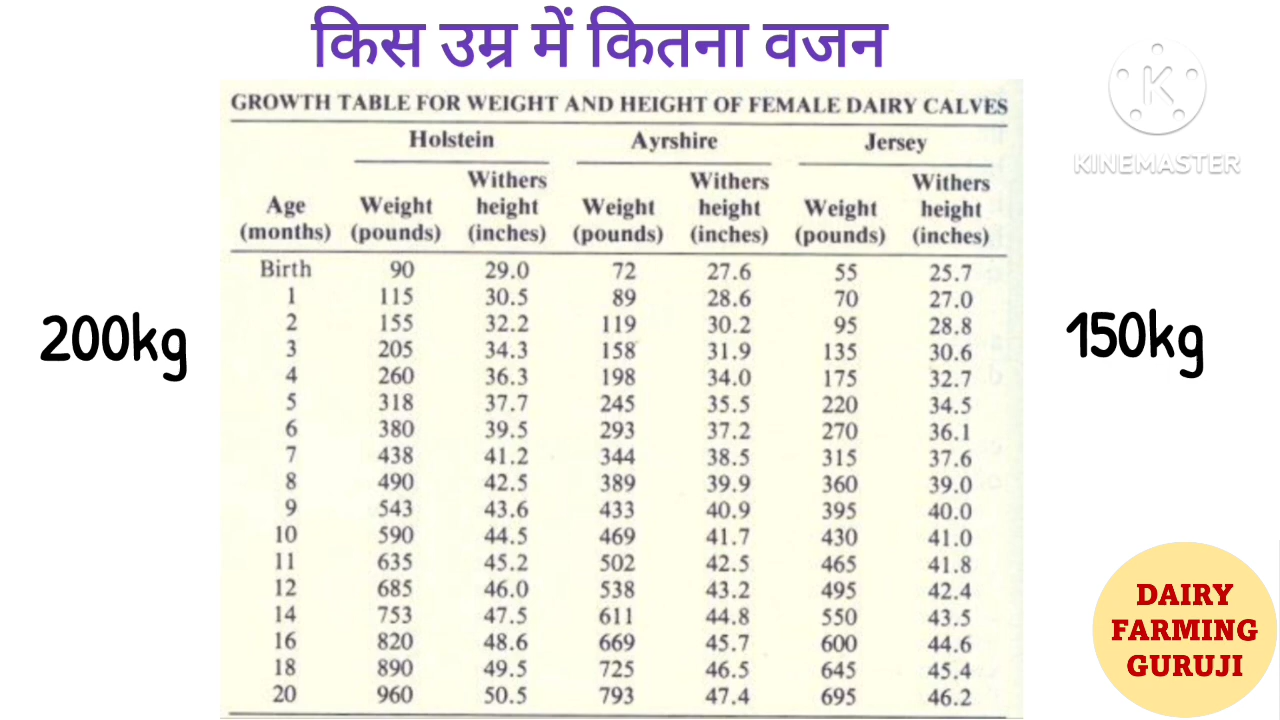 किस उम्र में कितना वजन
KINEMASTER
GROWTH TABLE FOR WEIGHT AND HEIGHT OF FEMALE DAIRY CALVES
Holstein Ayrshire Jersey
Withers Withers Withers
Age Weight height Weight height Weight height
(months) (pounds) (inches) (pounds) (inches) (pounds) (inches)
Birth 90 29.0 72 27.6 55 25.7
1 115 30.5 89 28.6 70 27.0
2 155 32.2 119 30.2 95 28.8
3 205 34.3 158 31.9 135 30.6
4 260 36.3 198 34.0 175 32.7
5 318 37.7 245 35.5 220 34.5
6 380 39.5 293 37.2 270 36.1
7 438 41.2 344 38.5 315 37.6
8 490 42.5 389 39.9 360 39.0
9 543 43.6 433 40.9 395 40.0
10 590 44.5 469 41.7 430 41.0
11 635 45.2 502 42.5 465 41.8
12 685 46.0 538 43.2 495 42.4
14 753 47.5 611 44.8 550 43.5
16 820 48.6 669 45.7 600 44.6
18 890 49.5 725 46.5 645 45.4
20 960 50.5 793 47.4 695 46.2
200kg
150kg
DAIRY
FARMING
GURUJI